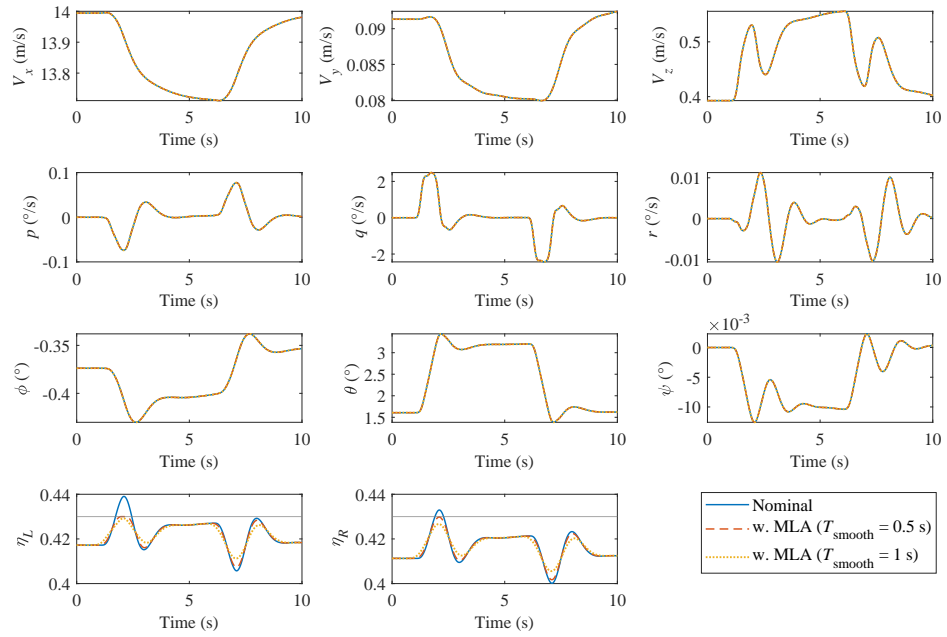 14
13.9
13.8
V_x (m/s)
0
5
10
Time (s)
0.09
0.085
0.08
V_y (m/s)
0
5
10
Time (s)
0.5
0.4
V_z (m/s)
0
5
10
Time (s)
0.1
0
-0.1
p (°/s)
0
5
10
Time (s)
2
0
-2
q (°/s)
0
5
10
Time (s)
0.01
0
-0.01
r (°/s)
0
5
10
Time (s)
-0.35
-0.4
ϕ (°)
0
5
10
Time (s)
3
2.5
2
1.5
θ (°)
0
5
10
Time (s)
×10^-3
0
-5
-10
ψ (°)
0
5
10
Time (s)
0.44
0.42
0.4
η_L
0
5
10
Time (s)
0.44
0.42
0.4
η_R
0
5
10
Time (s)
Nominal
w. MLA (T_smooth = 0.5 s)
w. MLA (T_smooth = 1 s)